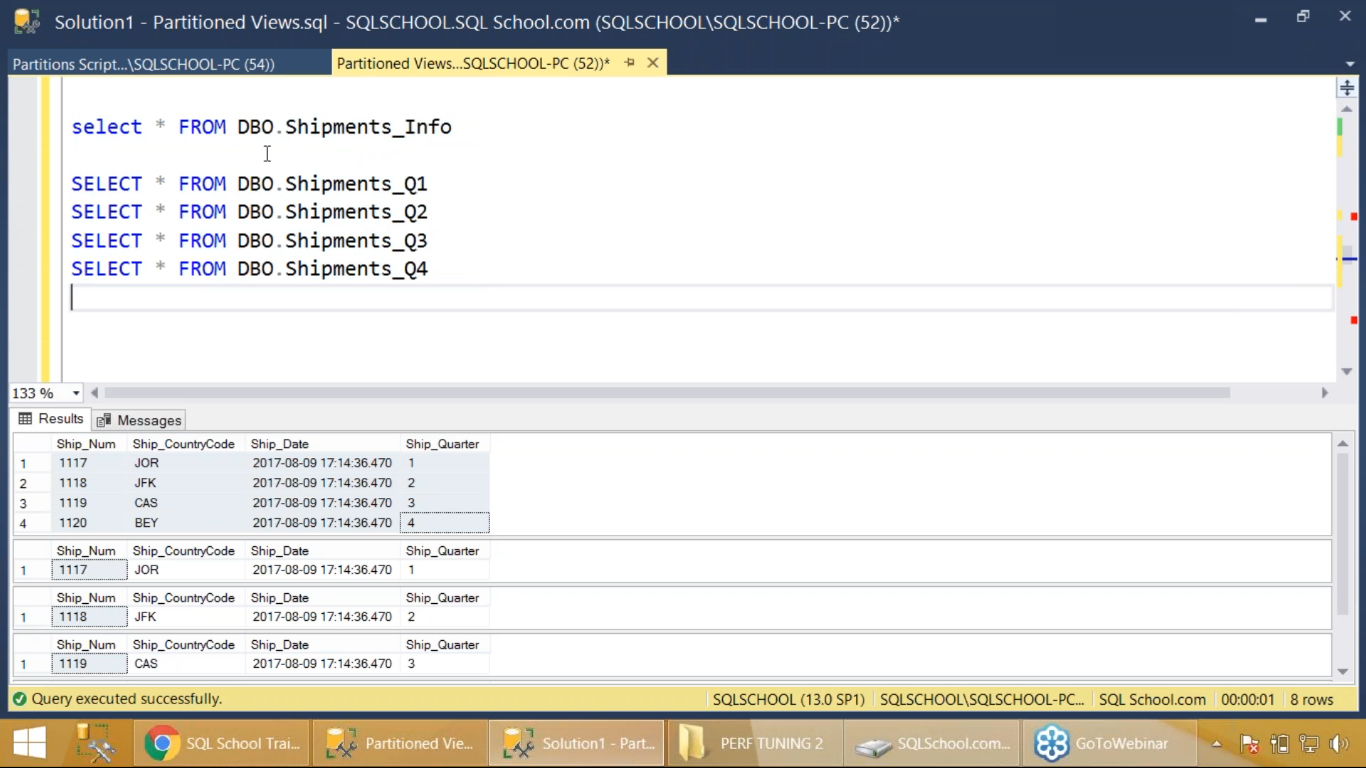 Solution1 - Partitioned Views.sql - SQLSCHOOL.SQL School.com (SQLSCHOOL\SQLSCHOOL-PC (52))*
Partitions Script...\SQLSCHOOL-PC (54))
Partitioned Views...SQLSCHOOL-PC (52))*
select * FROM DBO.Shipments_Info
SELECT * FROM DBO.Shipments_Q1
SELECT * FROM DBO.Shipments_Q2
SELECT * FROM DBO.Shipments_Q3
SELECT * FROM DBO.Shipments_Q4
133 %
Results Messages
Ship_Num Ship_CountryCode Ship_Date Ship_Quarter
1 1117 JOR 2017-08-09 17:14:36.470 1
2 1118 JFK 2017-08-09 17:14:36.470 2
3 1119 CAS 2017-08-09 17:14:36.470 3
4 1120 BEY 2017-08-09 17:14:36.470 4
Ship_Num Ship_CountryCode Ship_Date Ship_Quarter
1 1117 JOR 2017-08-09 17:14:36.470 1
Ship_Num Ship_CountryCode Ship_Date Ship_Quarter
1 1118 JFK 2017-08-09 17:14:36.470 2
Ship_Num Ship_CountryCode Ship_Date Ship_Quarter
1 1119 CAS 2017-08-09 17:14:36.470 3
Query executed successfully. SQLSCHOOL (13.0 SP1) SQLSCHOOL\SQLSCHOOL-PC... SQL School.com 00:00:01 8 rows
SQL School Trai... Partitioned Vie... Solution1 - Part... PERF TUNING 2 SQLSchool.com... GoToWebinar